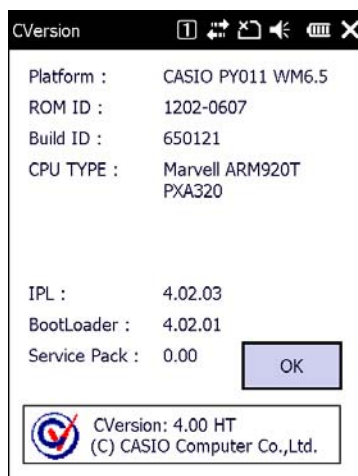 CVersion 1
Platform : CASIO PY011 WM6.5
ROM ID : 1202-0607
Build ID : 650121
CPU TYPE : Marvell ARM920T
PXA320
IPL : 4.02.03
BootLoader : 4.02.01
Service Pack : 0.00
OK
CVersion: 4.00 HT
(C) CASIO Computer Co.,Ltd.